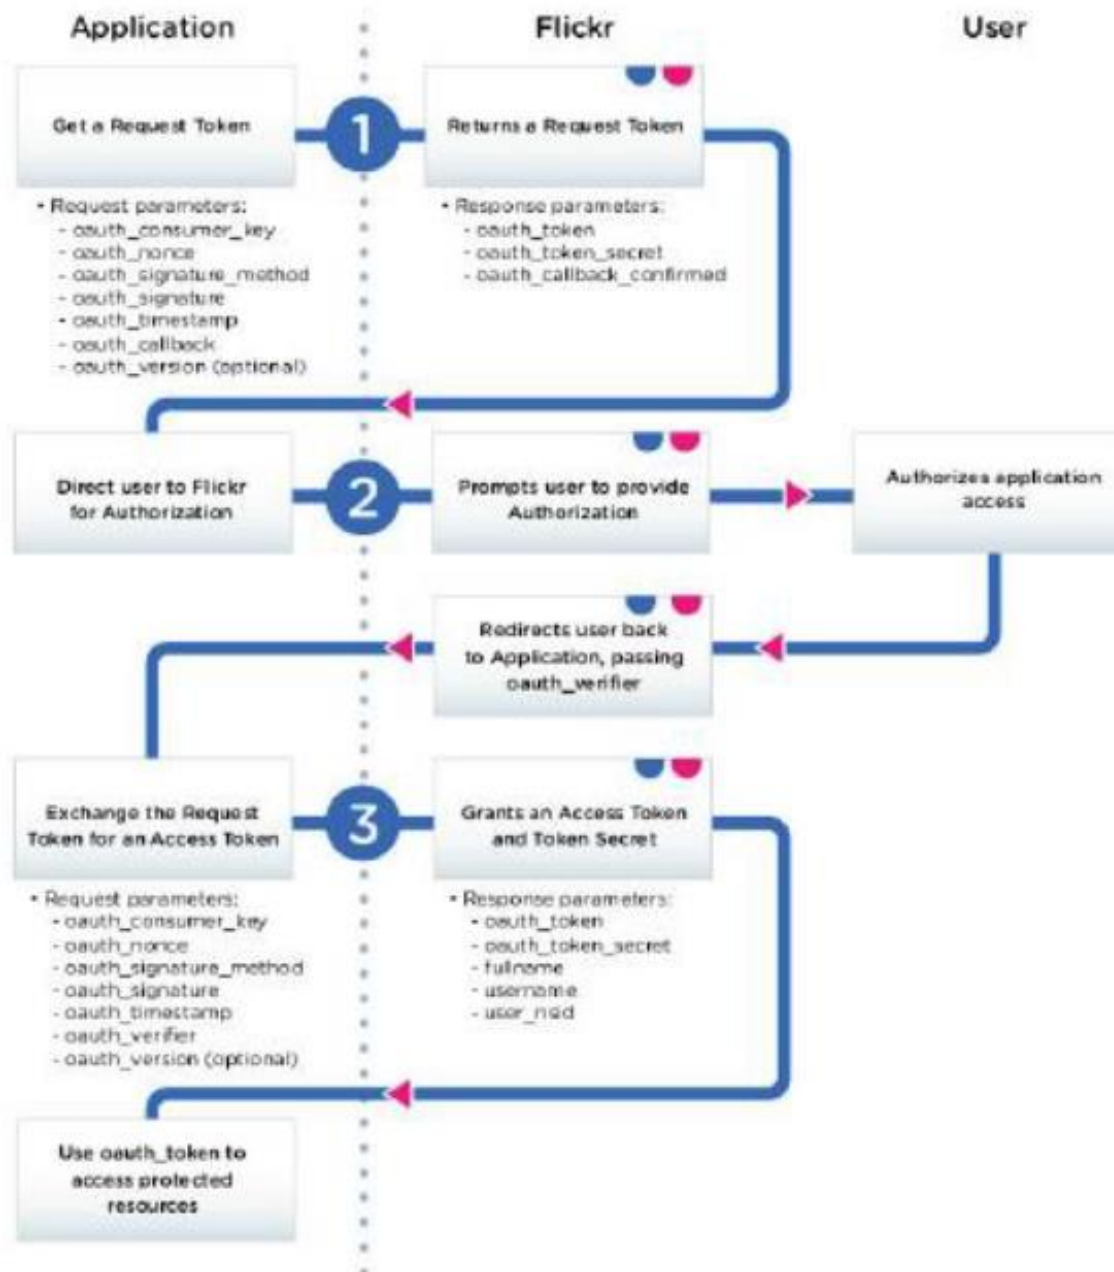 Application
Flickr
User
Get a Request Token
1
Returns a Request Token
• Request parameters:
- oauth_consumer_key
- oauth_nonce
- oauth_signature_method
- oauth_signature
- oauth_timestamp
- oauth_callback
- oauth_version (optional)
• Response parameters:
- oauth_token
- oauth_token_secret
- oauth_callback_confirmed
Direct user to Flickr
for Authorization
2
Prompts user to provide
Authorization
Authorizes application
access
Redirects user back
to Application, passing
oauth_verifier
Exchange the Request
Token for an Access Token
3
Grants an Access Token
and Token Secret
• Request parameters:
- oauth_consumer_key
- oauth_nonce
- oauth_signature_method
- oauth_signature
- oauth_timestamp
- oauth_verifier
- oauth_version (optional)
• Response parameters:
- oauth_token
- oauth_token_secret
- fullname
- username
- user_nsid
Use oauth_token to
access protected
resources